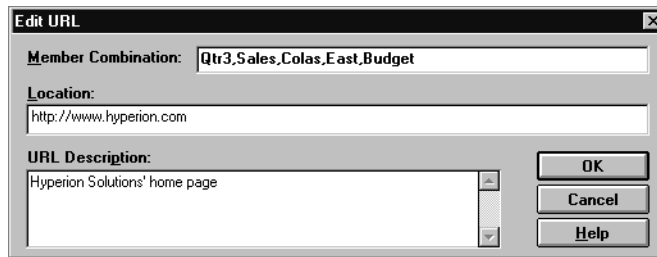 Edit URL
Member Combination: Qtr3,Sales,Colas,East,Budget
Location:
http://www.hyperion.com
URL Description:
Hyperion Solutions' home page
OK
Cancel
Help